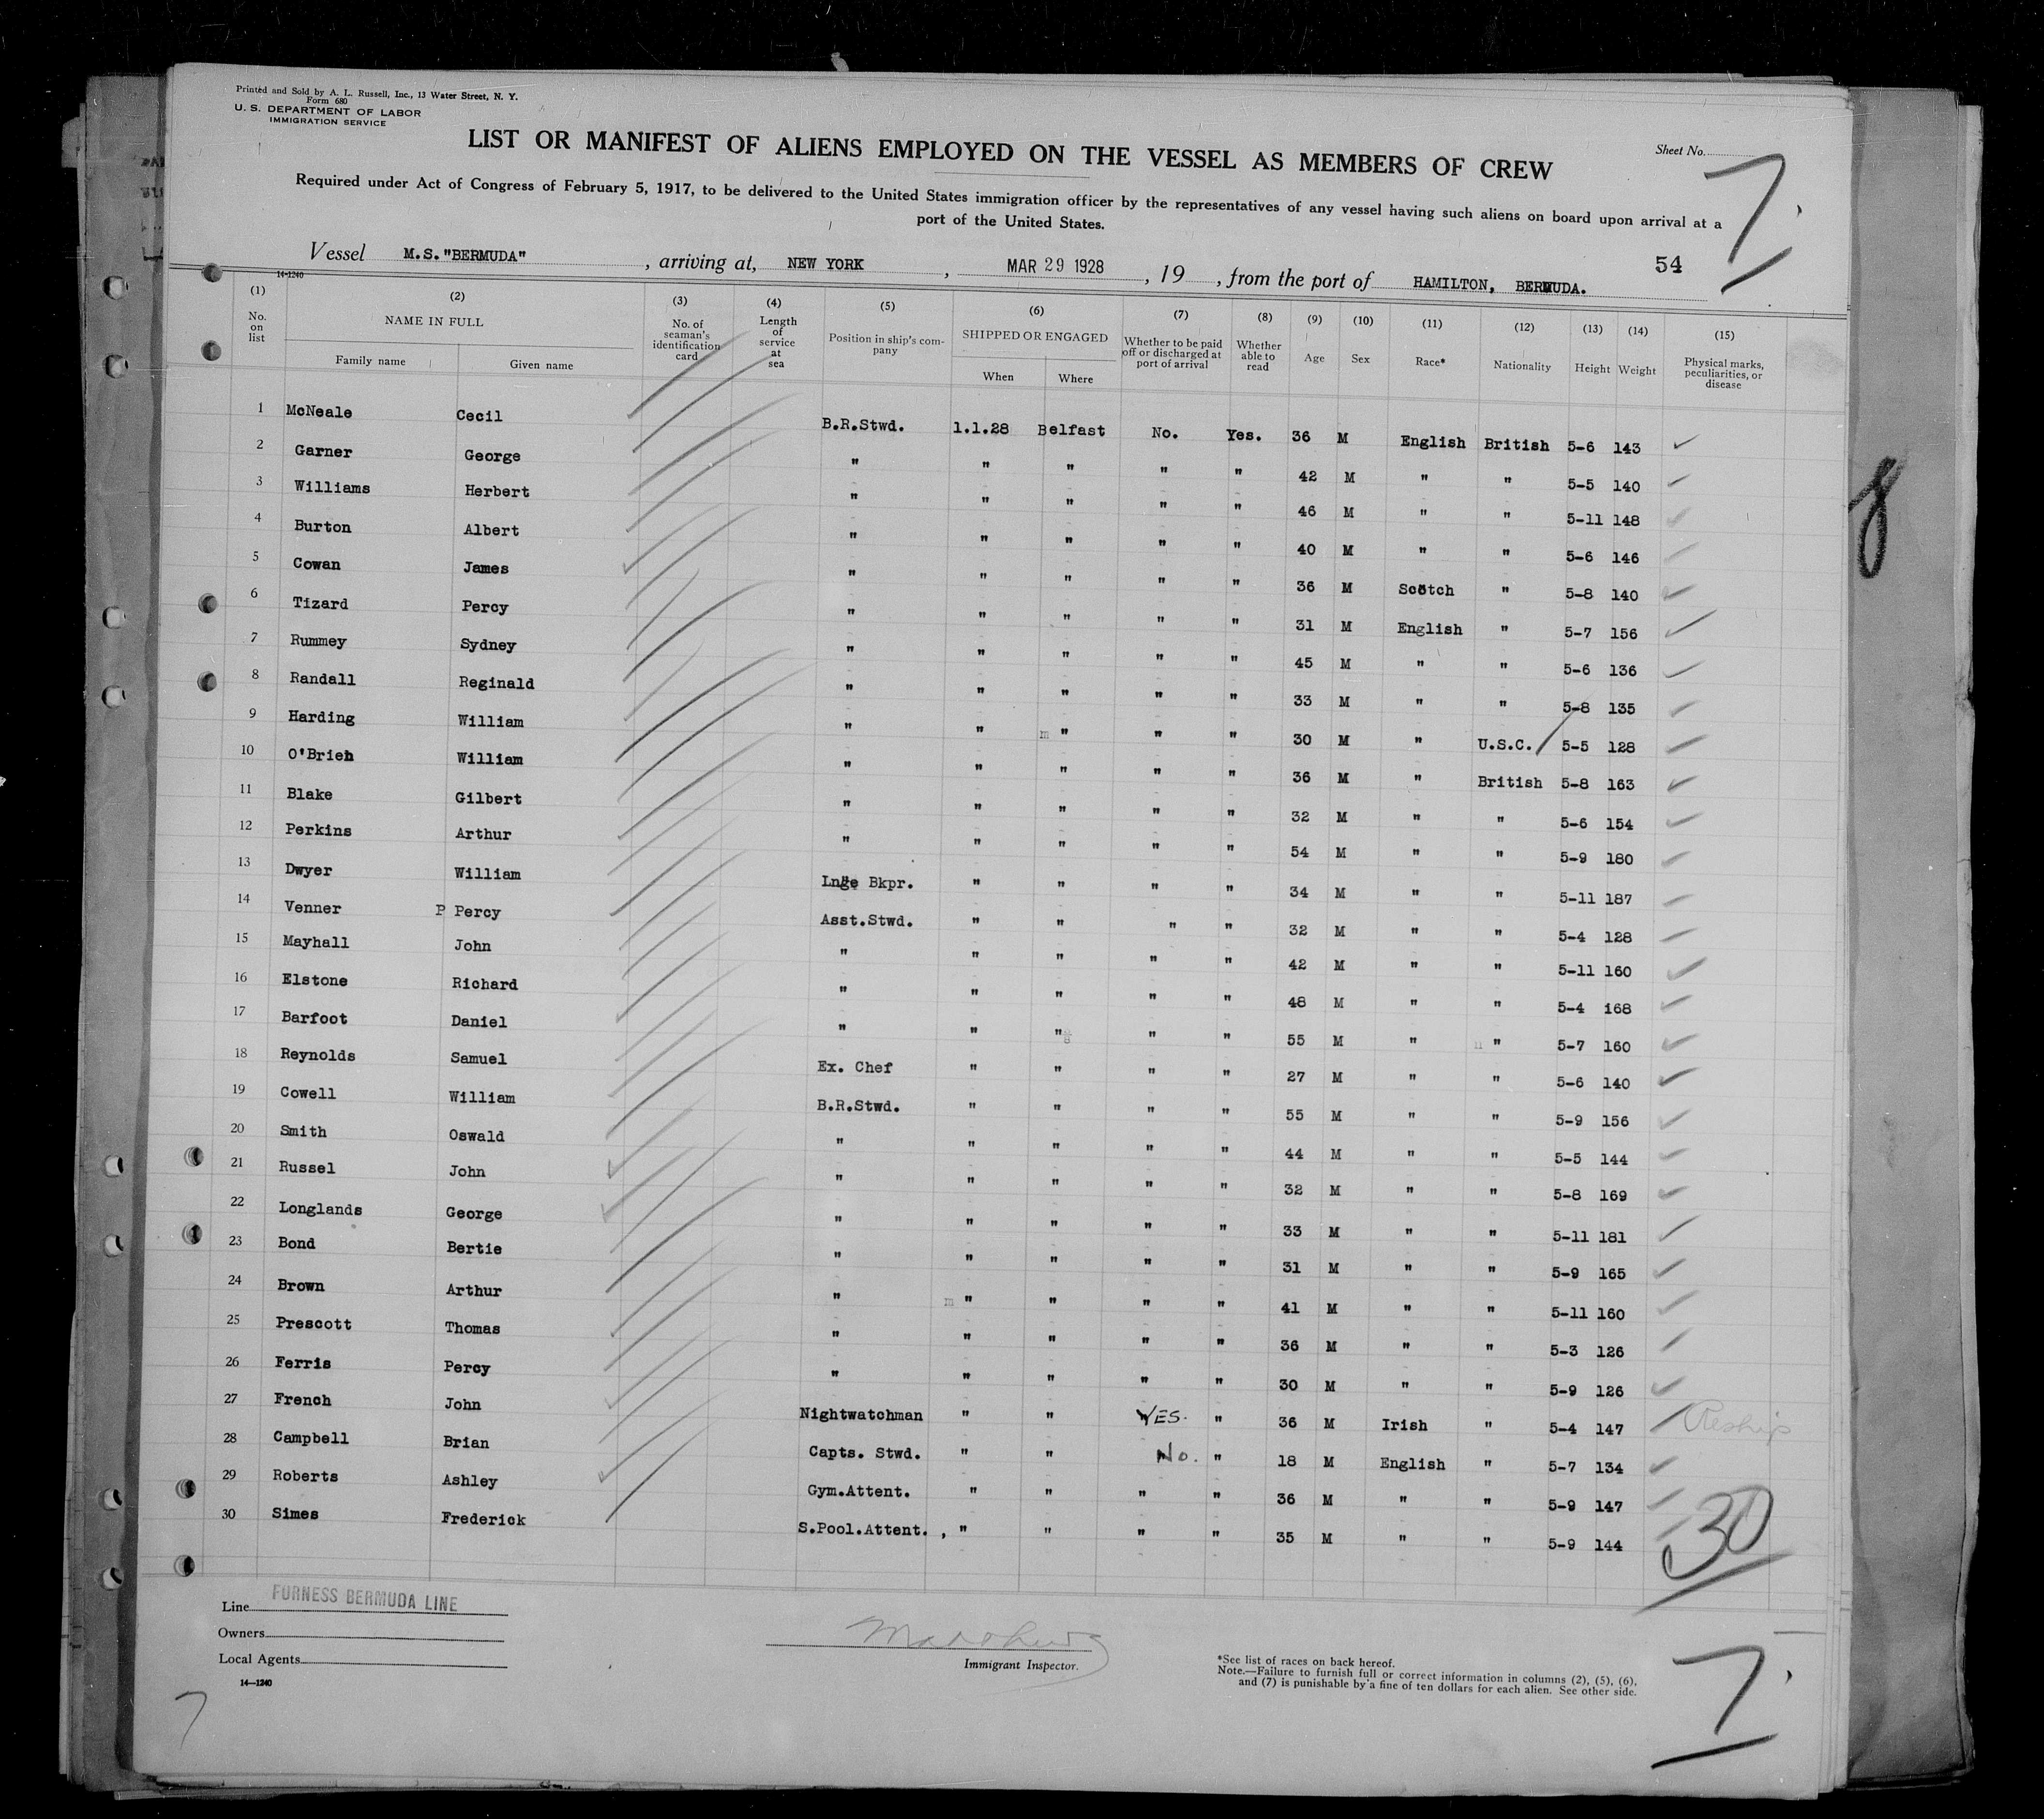 Printed and Sold by A. L. Russell, Inc., 13 Water Street, N. Y.
Form 680
U. S. DEPARTMENT OF LABOR
IMMIGRATION SERVICE
Sheet No.
7
LIST OR MANIFEST OF ALIENS EMPLOYED ON THE VESSEL AS MEMBERS OF CREW
Required under Act of Congress of February 5, 1917, to be delivered to the United States immigration officer by the representatives of any vessel having such aliens on board upon arrival at a
port of the United States.
54
Vessel M.S."BERMUDA" , arriving at, NEW YORK , MAR 29 1928 , 19 , from the port of HAMILTON, BERMUDA.
14-1240
(1) (2) (3) (4) (5) (6) (7) (8) (9) (10) (11) (12) (13) (14) (15)
No. on list NAME IN FULL Family name Given name No. of seaman's identification card Length of service at sea Position in ship's company SHIPPED OR ENGAGED When Where Whether to be paid off or discharged at port of arrival Whether able to read Age Sex Race* Nationality Height Weight Physical marks, peculiarities, or disease
1 McNeale Cecil B.R.Stwd. 1.1.28 Belfast No. Yes. 36 M English British 5-6 143
2 Garner George " " " " " 42 M " " 5-5 140
3 Williams Herbert " " " " " 46 M " " 5-11 148
4 Burton Albert " " " " " 40 M " " 5-6 146
5 Cowan James " " " " " 36 M Scotch " 5-8 140
6 Tizard Percy " " " " " 31 M English " 5-7 156
7 Rummey Sydney " " " " " 45 M " " 5-6 136
8 Randall Reginald " " " " " 33 M " " 5-8 135
9 Harding William " " " " " 30 M " U.S.C. 5-5 128
10 O'Brien William " " " " " 36 M " British 5-8 163
11 Blake Gilbert " " " " " 32 M " " 5-6 154
12 Perkins Arthur " " " " " 54 M " " 5-9 180
13 Dwyer William Lnge Bkpr. " " " " 34 M " " 5-11 187
14 Venner P Percy Asst.Stwd. " " " " 32 M " " 5-4 128
15 Mayhall John " " " " " 42 M " " 5-11 160
16 Elstone Richard " " " " " 48 M " " 5-4 168
17 Barfoot Daniel " " " " " 55 M " " 5-7 160
18 Reynolds Samuel Ex. Chef " " " " 27 M " " 5-6 140
19 Cowell William B.R.Stwd. " " " " 55 M " " 5-9 156
20 Smith Oswald " " " " " 44 M " " 5-5 144
21 Russel John " " " " " 32 M " " 5-8 169
22 Longlands George " " " " " 33 M " " 5-11 181
23 Bond Bertie " " " " " 31 M " " 5-9 165
24 Brown Arthur " " " " " 41 M " " 5-11 160
25 Prescott Thomas " " " " " 36 M " " 5-3 126
26 Ferris Percy " " " " " 30 M " " 5-9 126
27 French John Nightwatchman " " YES. " 36 M Irish " 5-4 147 Reship
28 Campbell Brian Capts. Stwd. " " No. " 18 M English " 5-7 134
29 Roberts Ashley Gym.Attent. " " " " 36 M " " 5-9 147
30 Simes Frederick S.Pool.Attent. , " " " " 35 M " " 5-9 144
30
8
Line FURNESS BERMUDA LINE
Owners
Local Agents
14—1240
Immigrant Inspector.
*See list of races on back hereof.
Note.—Failure to furnish full or correct information in columns (2), (5), (6),
and (7) is punishable by a fine of ten dollars for each alien. See other side.
7
7